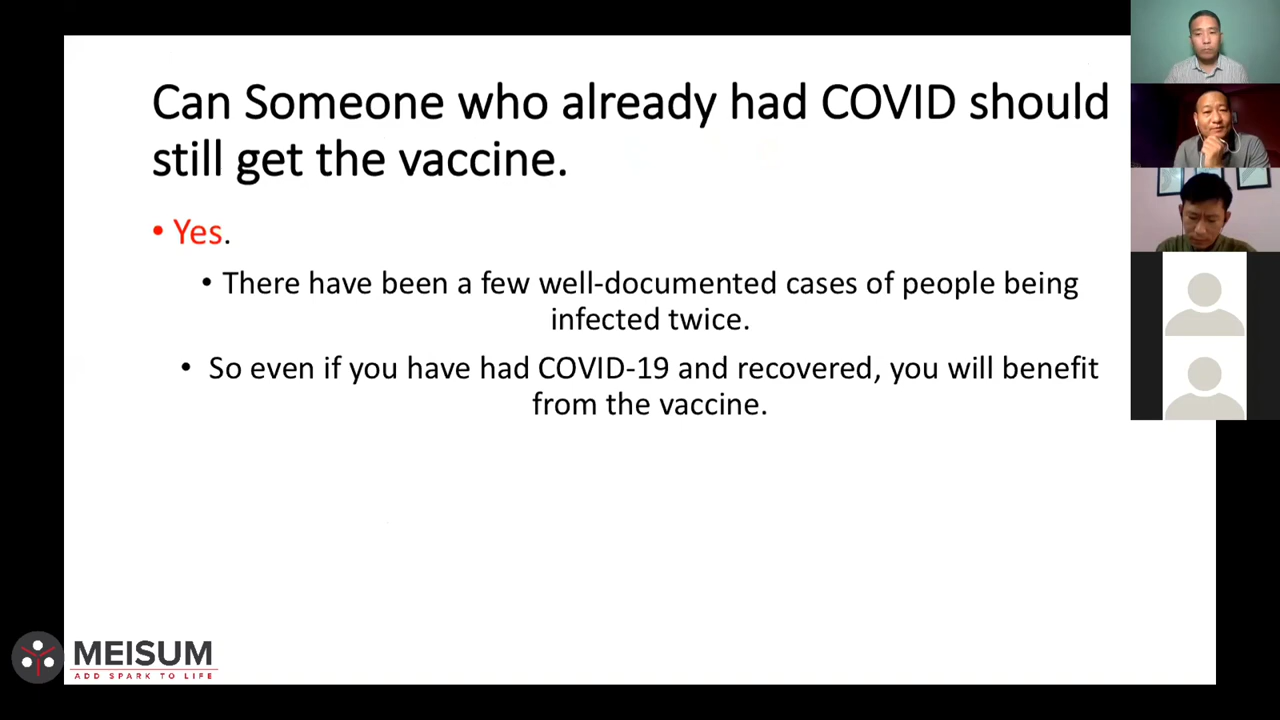 Can Someone who already had COVID should
still get the vaccine.
• Yes.
• There have been a few well-documented cases of people being
infected twice.
• So even if you have had COVID-19 and recovered, you will benefit
from the vaccine.
MEISUM
ADD SPARK TO LIFE